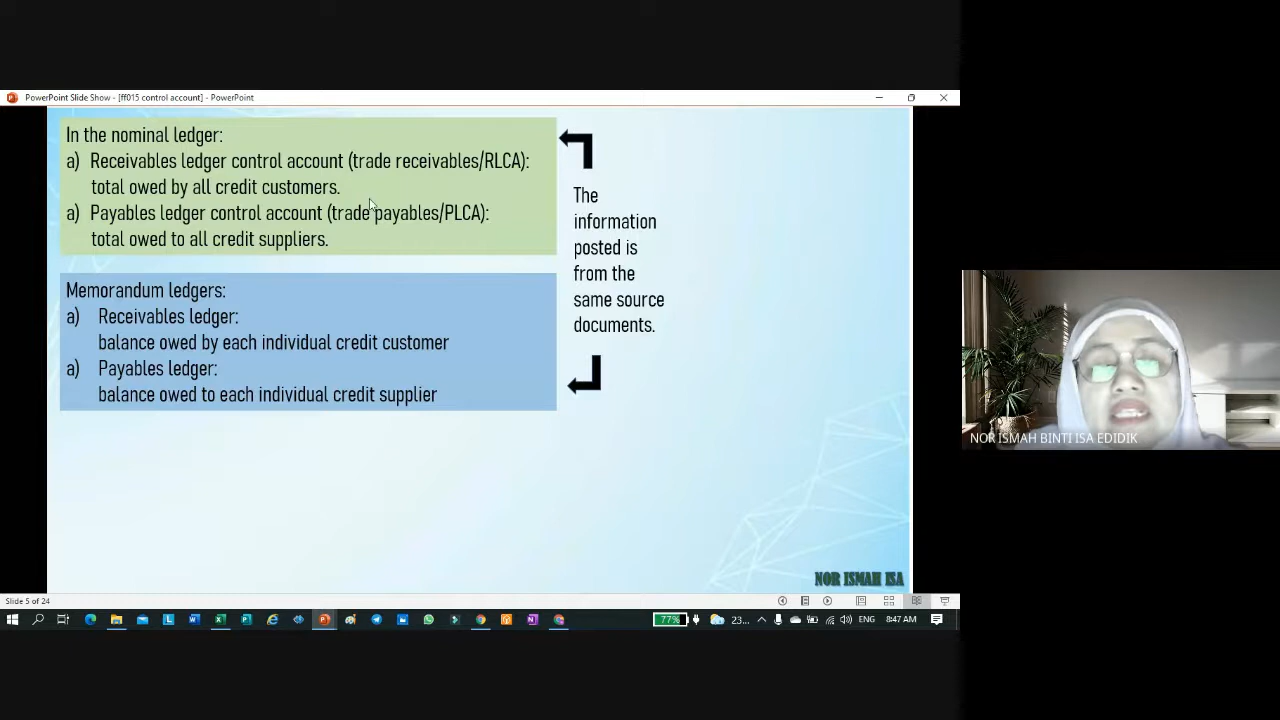 PowerPoint Slide Show - [ff015 control account] - PowerPoint
In the nominal ledger:
a) Receivables ledger control account (trade receivables/RLCA):
total owed by all credit customers.
a) Payables ledger control account (trade payables/PLCA):
total owed to all credit suppliers.
The
information
posted is
from the
same source
documents.
Memorandum ledgers:
a) Receivables ledger:
balance owed by each individual credit customer
a) Payables ledger:
balance owed to each individual credit supplier
NOR ISMAH BINTI ISA EDIDIK
NOR ISMAH ISA
Slide 5 of 24
77%
23...
ENG
8:47 AM